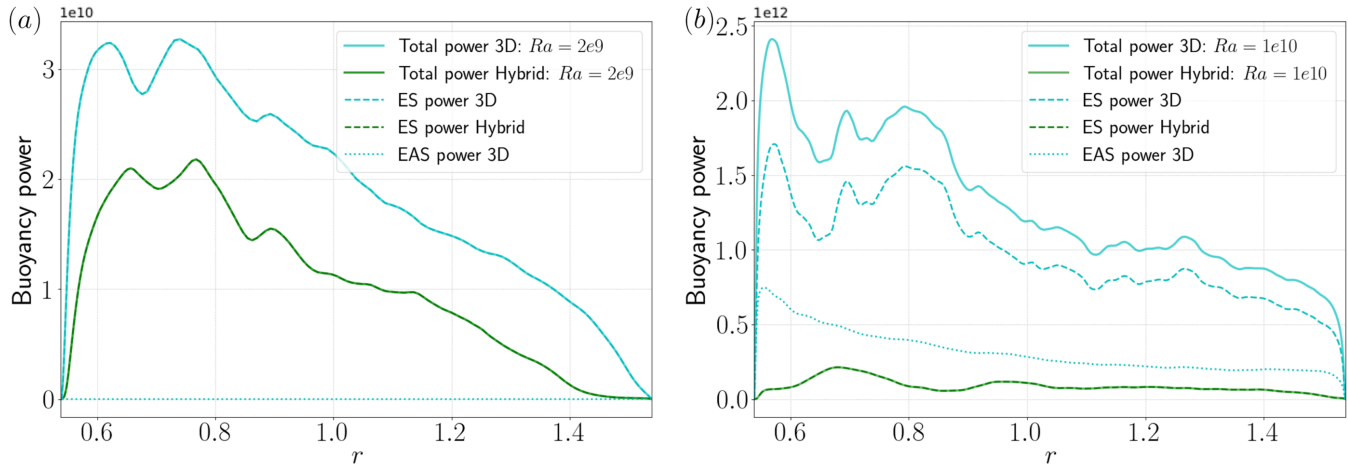 (a)
1e10
Buoyancy power
3
2
1
0
0.6 0.8 1.0 1.2 1.4
r
Total power 3D: Ra = 2e9
Total power Hybrid: Ra = 2e9
ES power 3D
ES power Hybrid
EAS power 3D
(b)
1e12
Buoyancy power
2.5
2.0
1.5
1.0
0.5
0.0
0.6 0.8 1.0 1.2 1.4
r
Total power 3D: Ra = 1e10
Total power Hybrid: Ra = 1e10
ES power 3D
ES power Hybrid
EAS power 3D